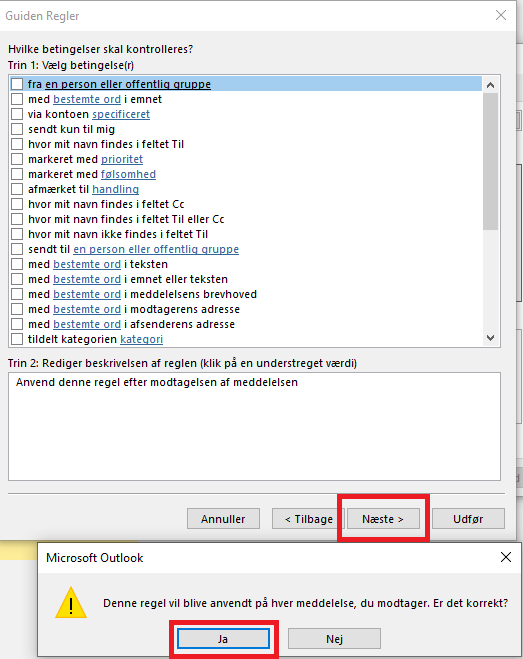 Guiden Regler
Hvilke betingelser skal kontrolleres?
Trin 1: Vælg betingelse(r)
fra en person eller offentlig gruppe
med bestemte ord i emnet
via kontoen specificeret
sendt kun til mig
hvor mit navn findes i feltet Til
markeret med prioritet
markeret med følsomhed
afmærket til handling
hvor mit navn findes i feltet Cc
hvor mit navn findes i feltet Til eller Cc
hvor mit navn ikke findes i feltet Til
sendt til en person eller offentlig gruppe
med bestemte ord i teksten
med bestemte ord i emnet eller teksten
med bestemte ord i meddelelsens brevhoved
med bestemte ord i modtagerens adresse
med bestemte ord i afsenderens adresse
tildelt kategorien kategori
Trin 2: Rediger beskrivelsen af reglen (klik på en understreget værdi)
Anvend denne regel efter modtagelsen af meddelelsen
Annuller
< Tilbage
Næste >
Udfør
Microsoft Outlook
Denne regel vil blive anvendt på hver meddelelse, du modtager. Er det korrekt?
Ja
Nej